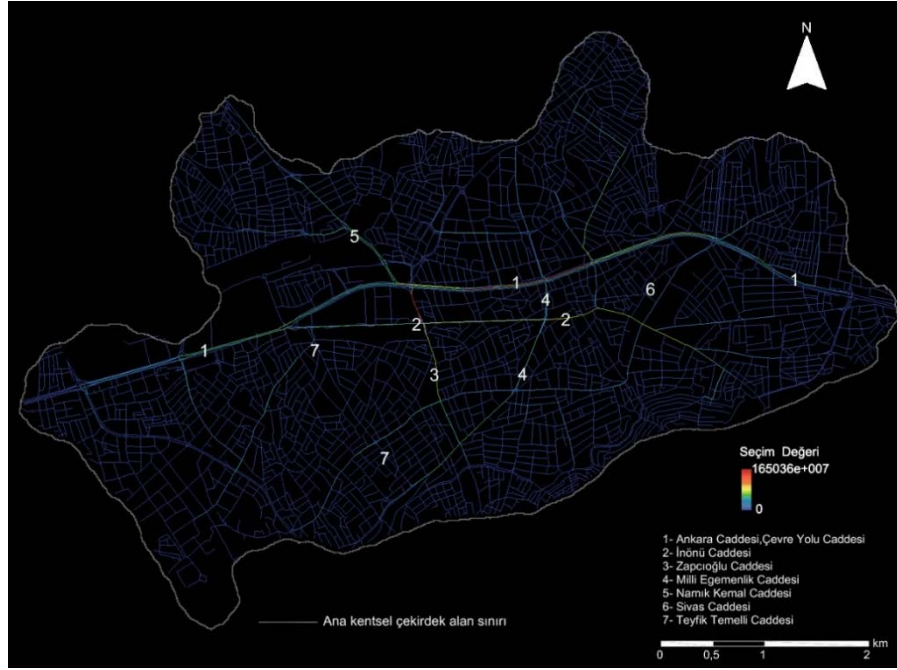 N
5
1
1
4
6
2
2
1
7
3
4
7
Seçim Değeri
165036e+007
0
1- Ankara Caddesi,Çevre Yolu Caddesi
2- İnönü Caddesi
3- Zapcıoğlu Caddesi
4- Milli Egemenlik Caddesi
5- Namık Kemal Caddesi
6- Sivas Caddesi
7- Teyfik Temelli Caddesi
Ana kentsel çekirdek alan sınırı
km
0 0,5 1 2